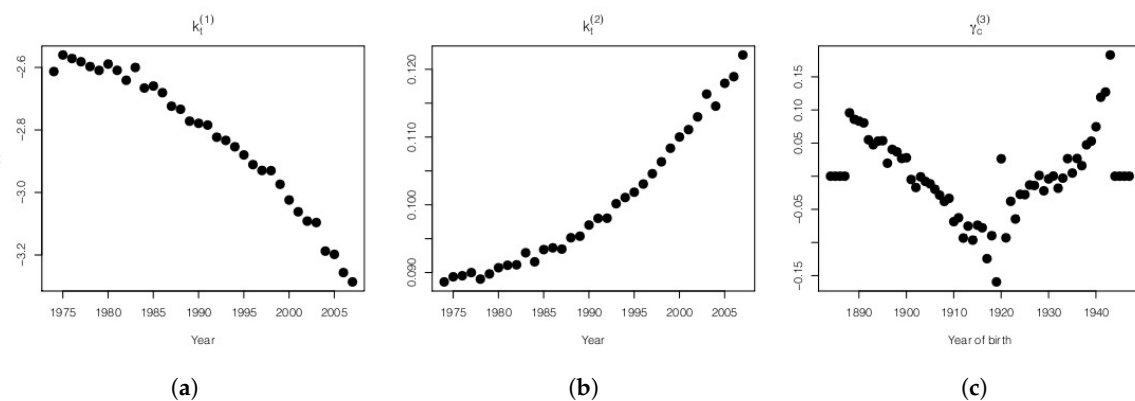 k_t^(1) k_t^(2) γ_c^(3)
-2.6 -2.8 -3.0 -3.2
0.120 0.110 0.100 0.090
0.15 0.10 0.05 -0.05 -0.15
1975 1980 1985 1990 1995 2000 2005 1975 1980 1985 1990 1995 2000 2005 1890 1900 1910 1920 1930 1940
Year Year Year of birth
(a) (b) (c)